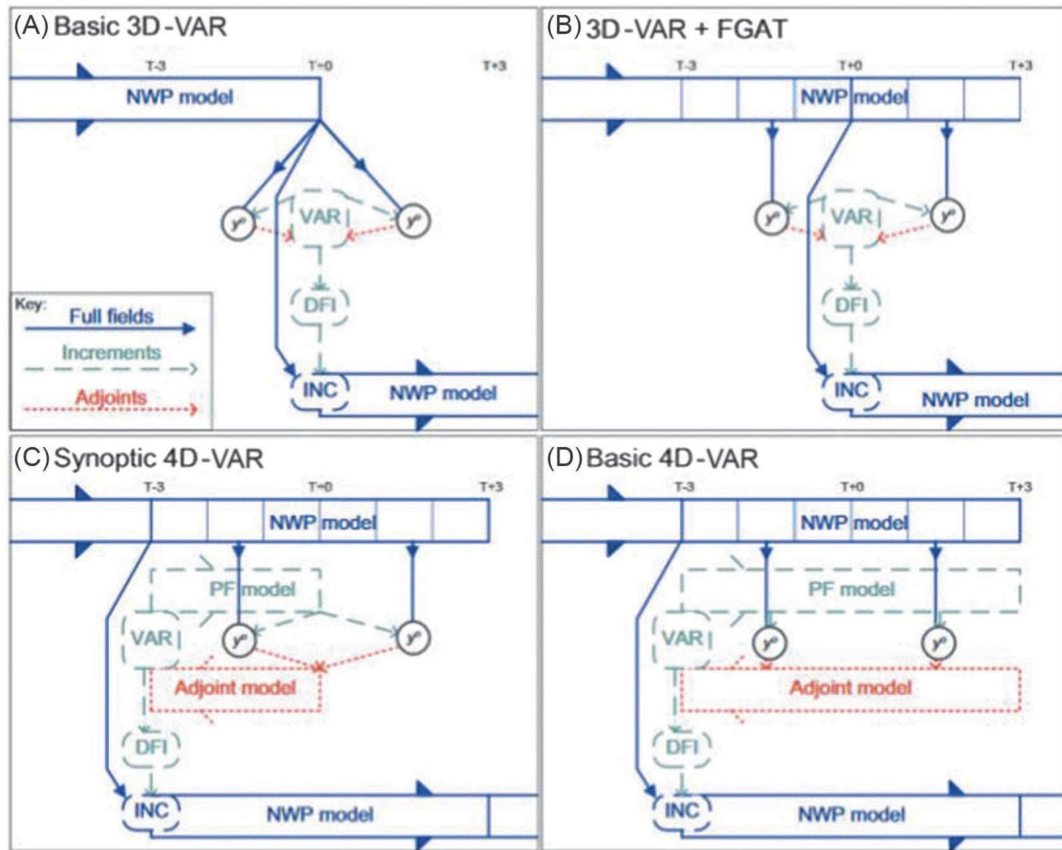 (A) Basic 3D-VAR
T-3 T+0 T+3
NWP model
yº yº
VAR
DFI
Key:
Full fields
Increments
Adjoints
INC
NWP model
(B) 3D-VAR + FGAT
T-3 T+0 T+3
NWP model
yº yº
VAR
DFI
INC
NWP model
(C) Synoptic 4D-VAR
T-3 T+0 T+3
NWP model
PF model
VAR yº yº
Adjoint model
DFI
INC NWP model
(D) Basic 4D-VAR
T-3 T+0 T+3
NWP model
PF model
VAR yº yº
Adjoint model
DFI
INC NWP model